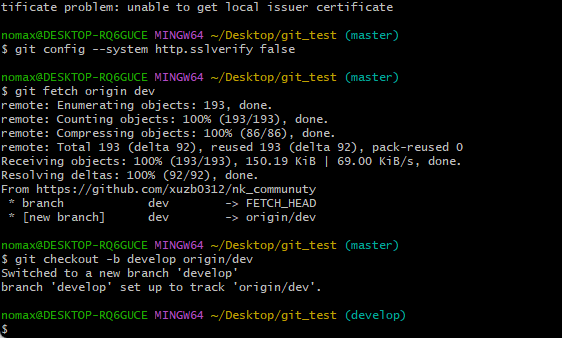 tificate problem: unable to get local issuer certificate
nomax@DESKTOP-RQ6GUCE MINGW64 ~/Desktop/git_test (master)
$ git config --system http.sslverify false
nomax@DESKTOP-RQ6GUCE MINGW64 ~/Desktop/git_test (master)
$ git fetch origin dev
remote: Enumerating objects: 193, done.
remote: Counting objects: 100% (193/193), done.
remote: Compressing objects: 100% (86/86), done.
remote: Total 193 (delta 92), reused 193 (delta 92), pack-reused 0
Receiving objects: 100% (193/193), 150.19 KiB | 69.00 KiB/s, done.
Resolving deltas: 100% (92/92), done.
From https://github.com/xuzb0312/nk_communuty
 * branch            dev        -> FETCH_HEAD
 * [new branch]      dev        -> origin/dev
nomax@DESKTOP-RQ6GUCE MINGW64 ~/Desktop/git_test (master)
$ git checkout -b develop origin/dev
Switched to a new branch 'develop'
branch 'develop' set up to track 'origin/dev'.
nomax@DESKTOP-RQ6GUCE MINGW64 ~/Desktop/git_test (develop)
$